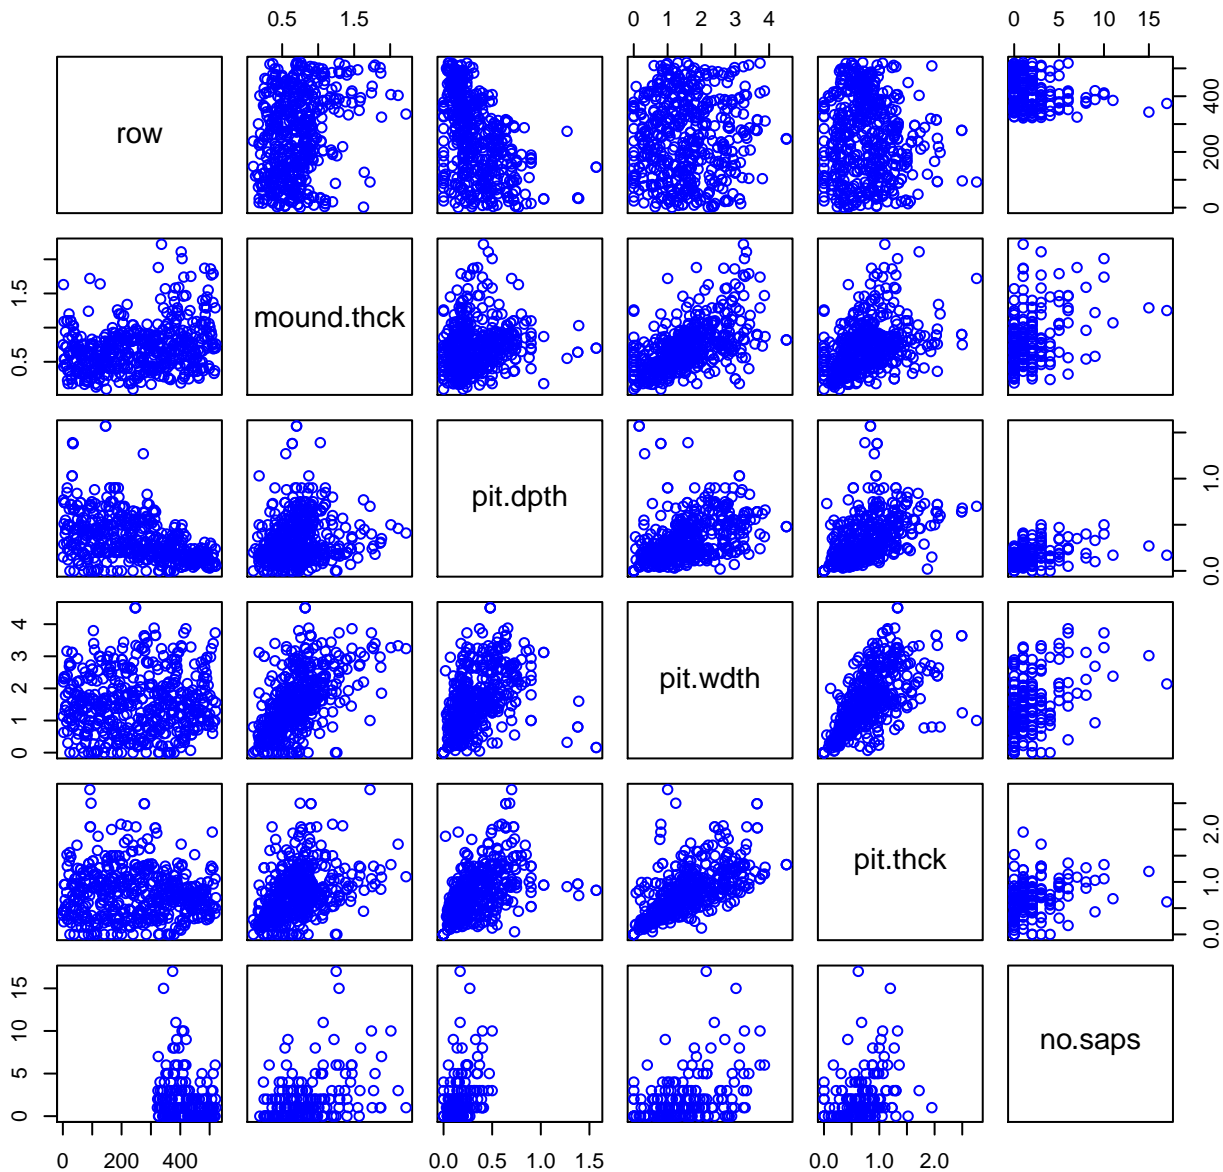 0.5 1.5 0 1 2 3 4 0 5 10 15
row 0 200 400
0.5 1.5 mound.thck
pit.dpth 0.0 1.0
0 1 2 3 4 pit.wdth
pit.thck 0.0 1.0 2.0
0 5 10 15 no.saps
0 200 400 0.0 0.5 1.0 1.5 0.0 1.0 2.0